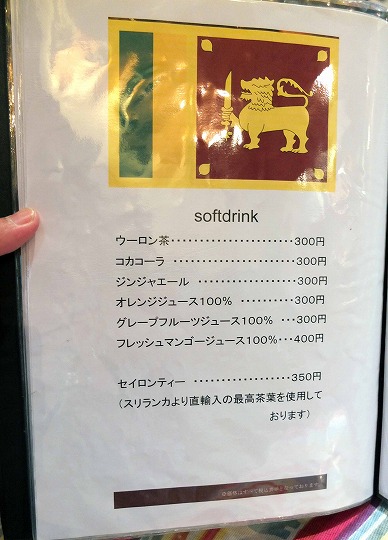 softdrink
ウーロン茶・・・・・・・・・・・・・・・・・・・・・・300円
コカコーラ ・・・・・・・・・・・・・・・・・・・・・・300円
ジンジャエール ・・・・・・・・・・・・・・・・・・300円
オレンジジュース100% ・・・・・・・・・・300円
グレープフルーツジュース100% ・・・300円
フレッシュマンゴージュース100%・・・400円
セイロンティー ・・・・・・・・・・・・・・・・・・350円
(スリランカより直輸入の最高茶葉を使用して
おります)